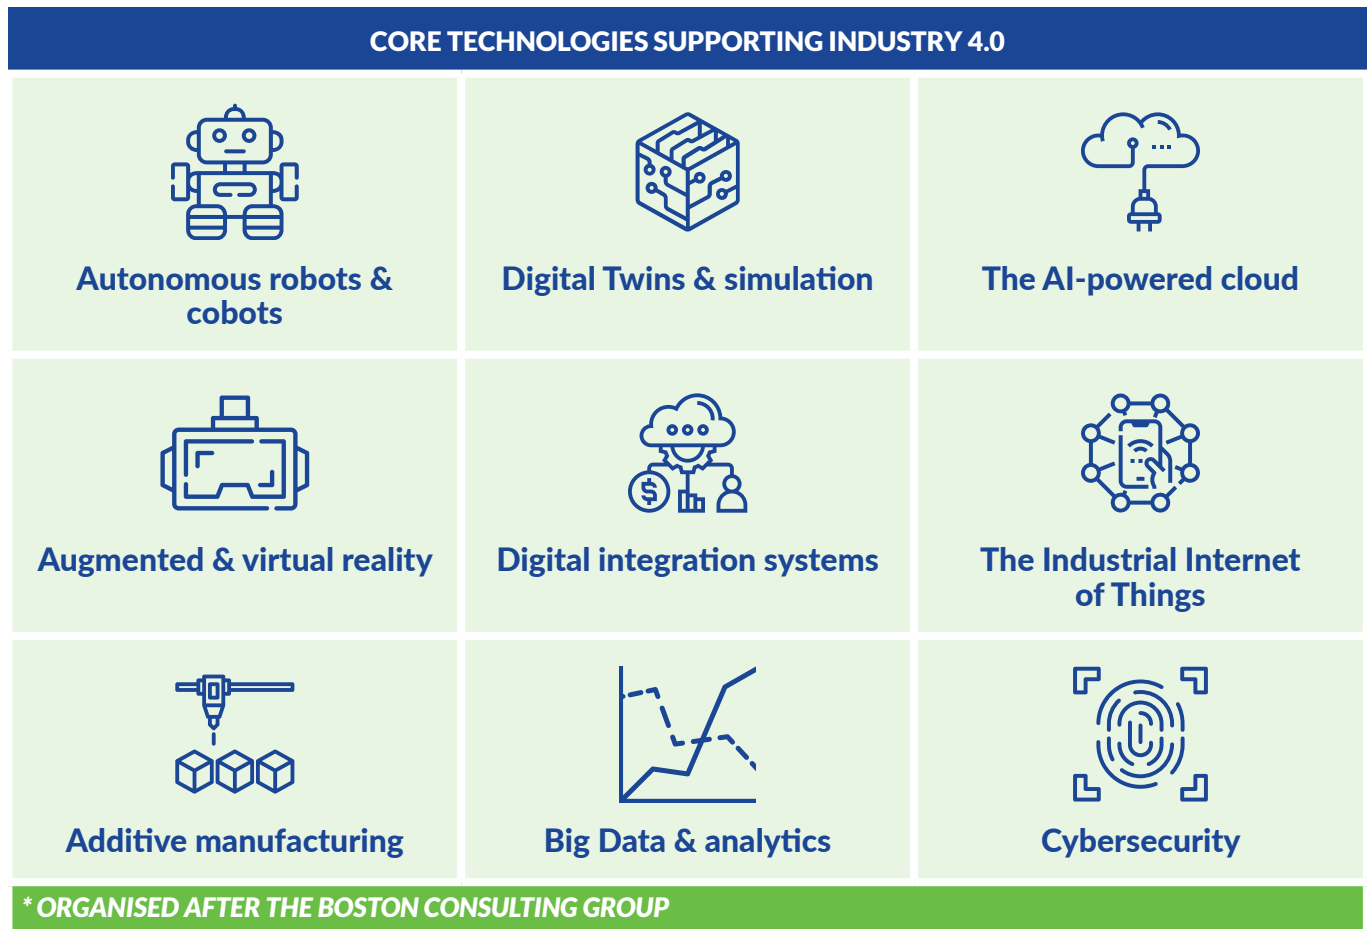 CORE TECHNOLOGIES SUPPORTING INDUSTRY 4.0
Autonomous robots &
cobots
Digital Twins & simulation
The AI-powered cloud
Augmented & virtual reality
Digital integration systems
The Industrial Internet
of Things
Additive manufacturing
Big Data & analytics
Cybersecurity
* ORGANISED AFTER THE BOSTON CONSULTING GROUP